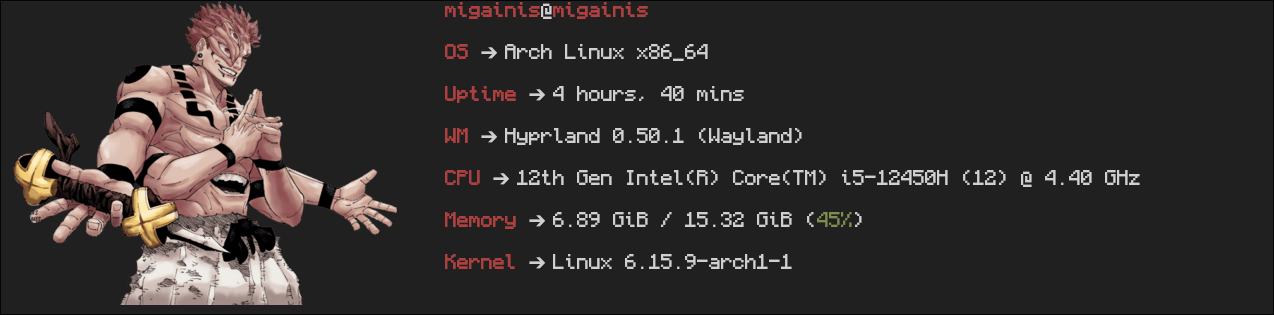 migainis@migainis
OS → Arch Linux x86_64
Uptime → 4 hours, 40 mins
WM → Hyprland 0.50.1 (Wayland)
CPU → 12th Gen Intel(R) Core(TM) i5-12450H (12) @ 4.40 GHz
Memory → 6.89 GiB / 15.32 GiB (45%)
Kernel → Linux 6.15.9-arch1-1